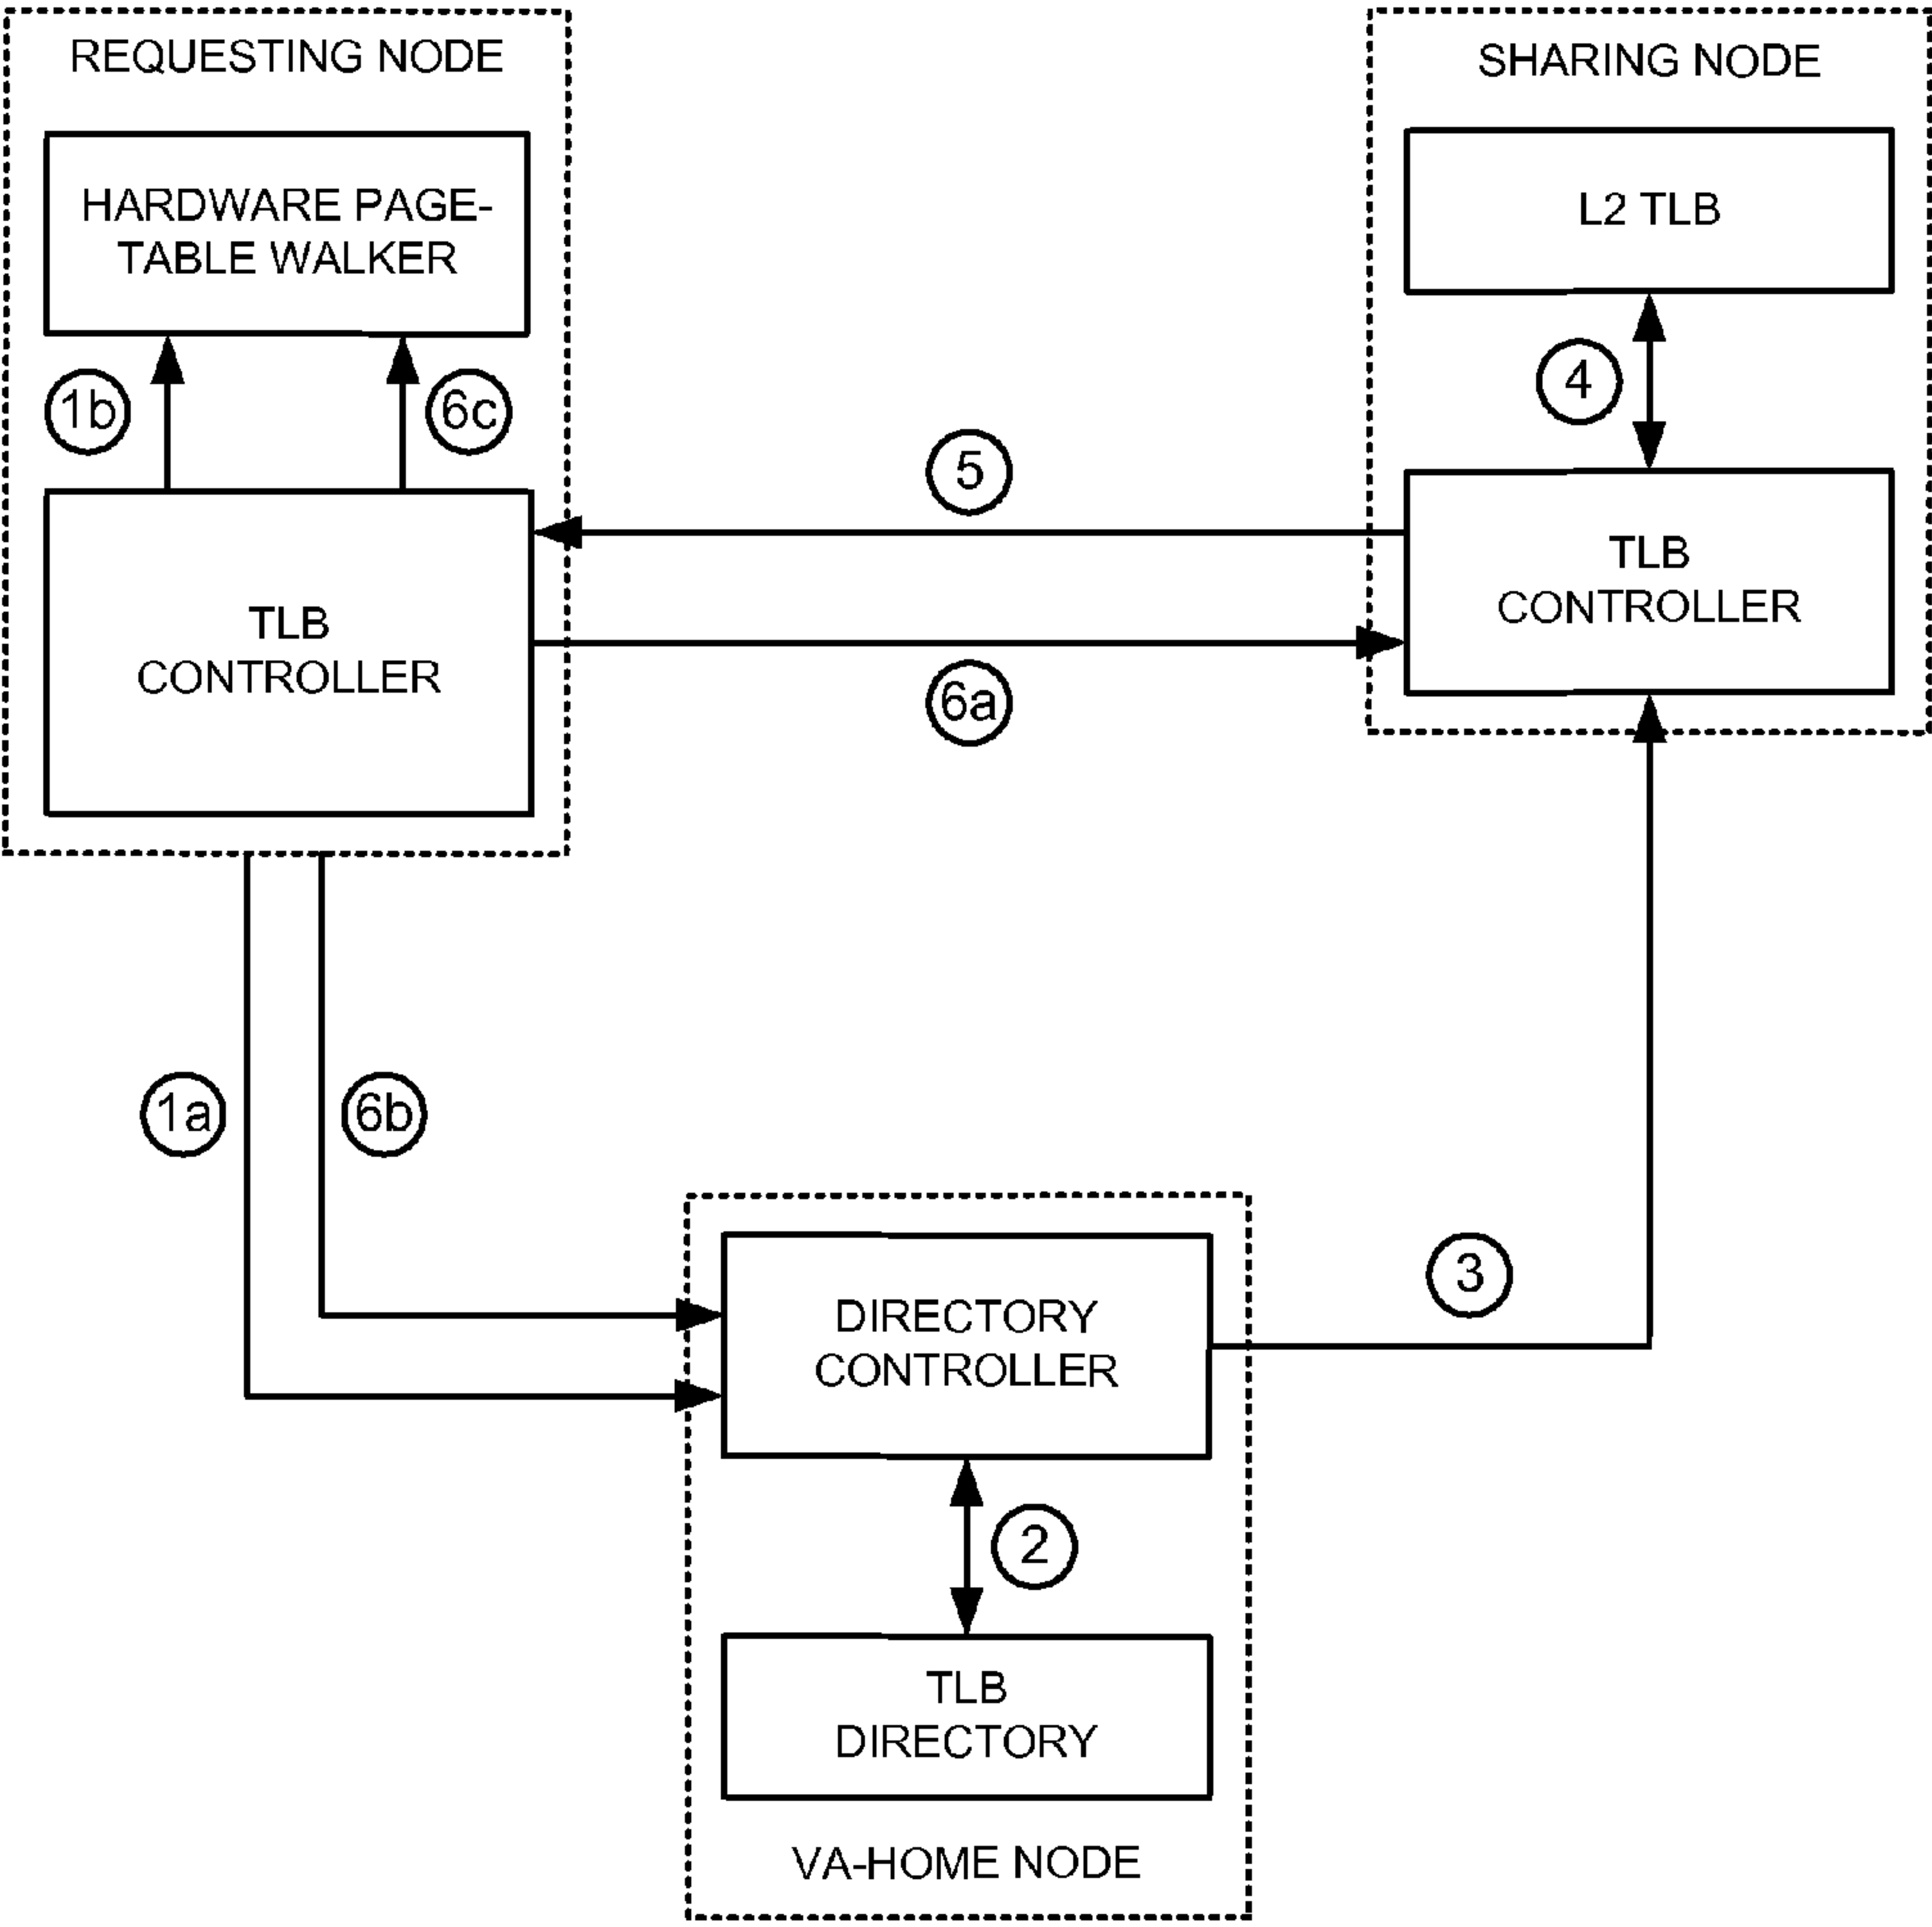 REQUESTING NODE
HARDWARE PAGE-
TABLE WALKER
1b
6c
TLB
CONTROLLER
SHARING NODE
L2 TLB
4
TLB
CONTROLLER
5
6a
1a
6b
3
DIRECTORY
CONTROLLER
2
TLB
DIRECTORY
VA-HOME NODE